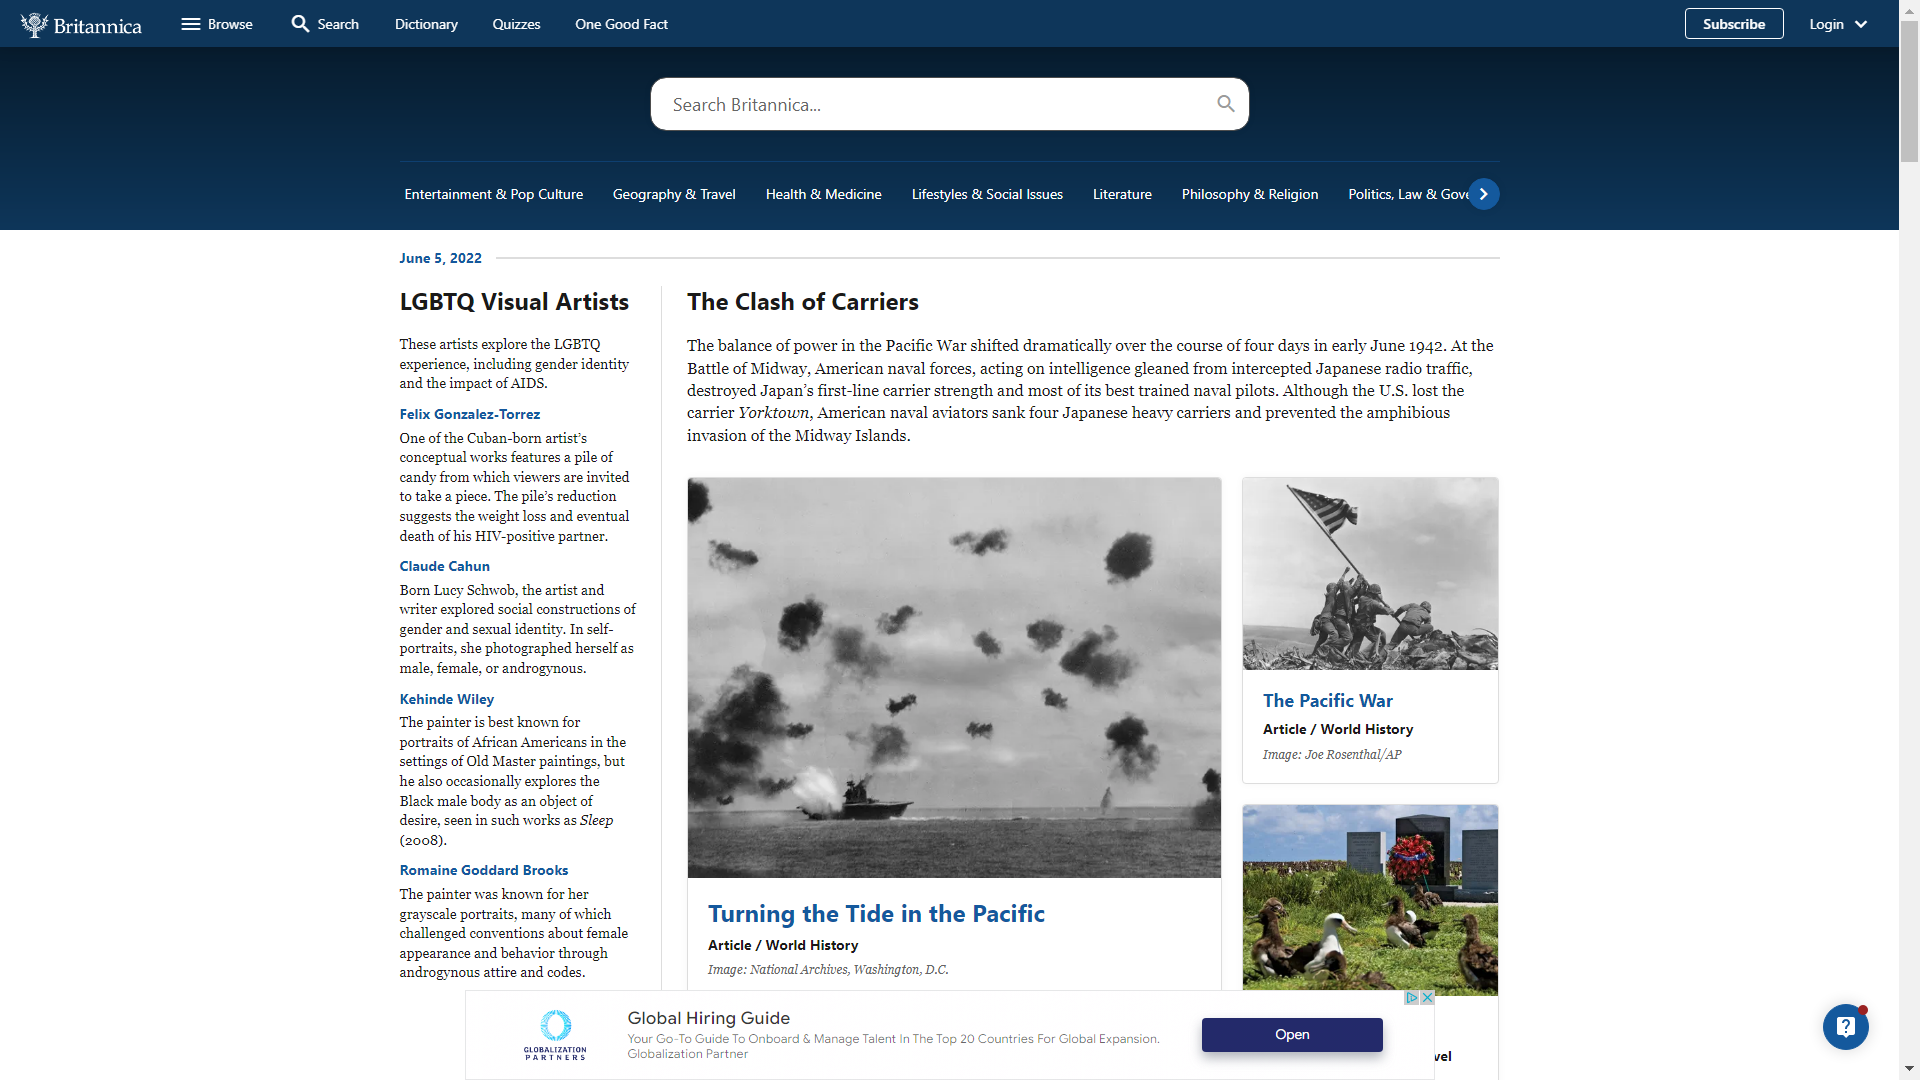 Britannica
Browse
Search
Dictionary
Quizzes
One Good Fact
Subscribe
Login
Search Britannica...
Entertainment & Pop Culture
Geography & Travel
Health & Medicine
Lifestyles & Social Issues
Literature
Philosophy & Religion
Politics, Law & Gove
June 5, 2022
LGBTQ Visual Artists
These artists explore the LGBTQ
experience, including gender identity
and the impact of AIDS.
Felix Gonzalez-Torrez
One of the Cuban-born artist's
conceptual works features a pile of
candy from which viewers are invited
to take a piece. The pile's reduction
suggests the weight loss and eventual
death of his HIV-positive partner.
Claude Cahun
Born Lucy Schwob, the artist and
writer explored social constructions of
gender and sexual identity. In self-
portraits, she photographed herself as
male, female, or androgynous.
Kehinde Wiley
The painter is best known for
portraits of African Americans in the
settings of Old Master paintings, but
he also occasionally explores the
Black male body as an object of
desire, seen in such works as Sleep
(2008).
Romaine Goddard Brooks
The painter was known for her
grayscale portraits, many of which
challenged conventions about female
appearance and behavior through
androgynous attire and codes.
The Clash of Carriers
The balance of power in the Pacific War shifted dramatically over the course of four days in early June 1942. At the
Battle of Midway, American naval forces, acting on intelligence gleaned from intercepted Japanese radio traffic,
destroyed Japan's first-line carrier strength and most of its best trained naval pilots. Although the U.S. lost the
carrier Yorktown, American naval aviators sank four Japanese heavy carriers and prevented the amphibious
invasion of the Midway Islands.
Turning the Tide in the Pacific
Article / World History
Image: National Archives, Washington, D.C.
The Pacific War
Article / World History
Image: Joe Rosenthal/AP
vel
GLOBALIZATION
PARTNERS
Global Hiring Guide
Your Go-To Guide To Onboard & Manage Talent In The Top 20 Countries For Global Expansion.
Globalization Partner
Open